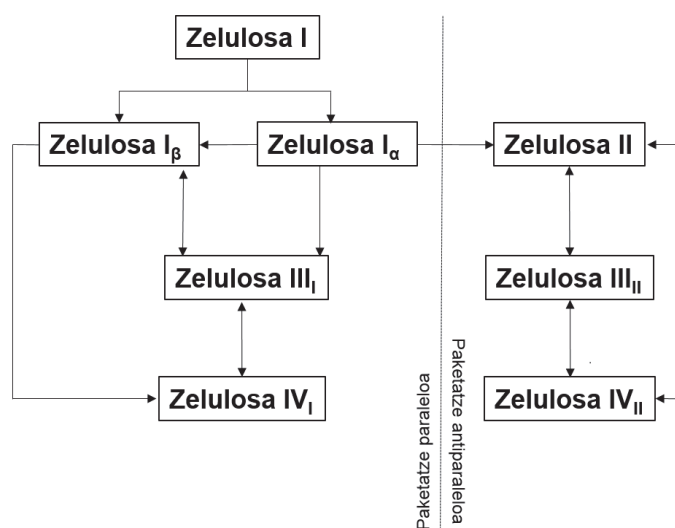 Zelulosa I
Zelulosa Iβ
Zelulosa Iα
Zelulosa II
Zelulosa IIII
Zelulosa IIIII
Zelulosa IVI
Zelulosa IVII
Paketatze paraleloa
Paketatze antiparaleloa